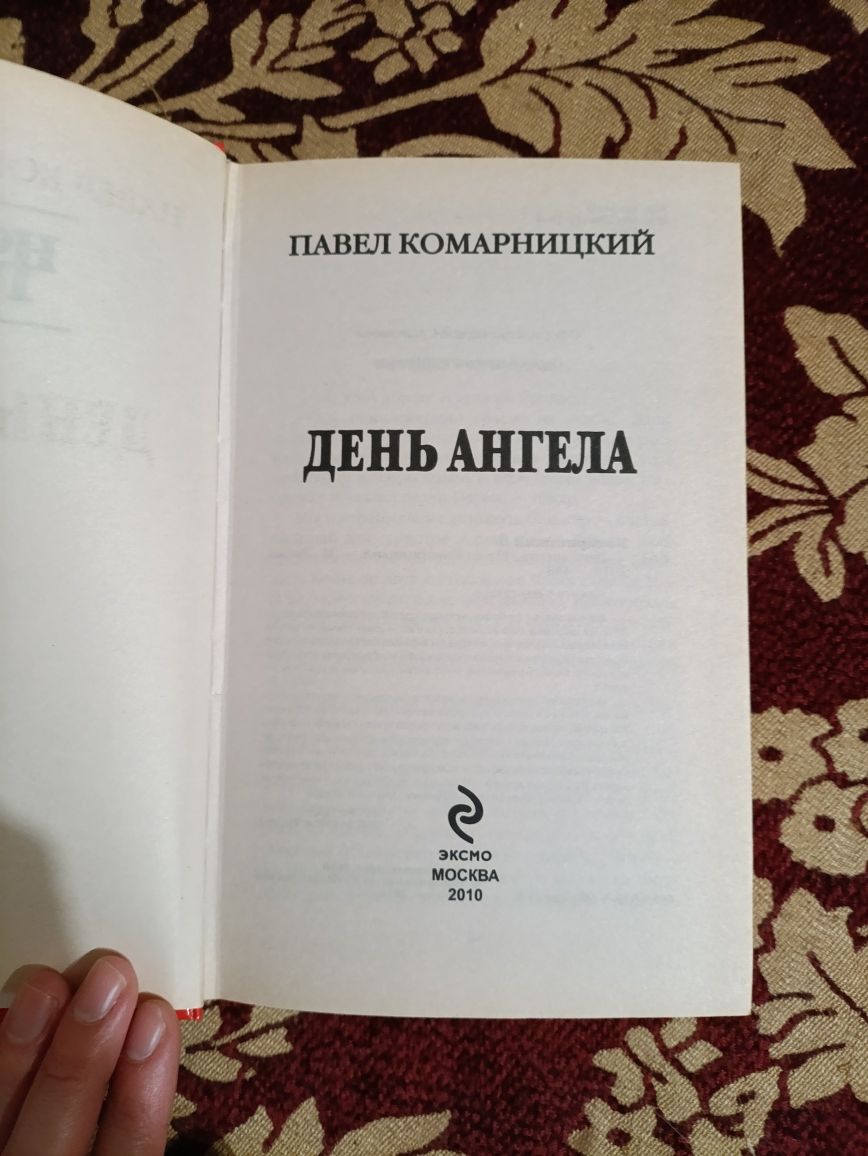 ПАВЕЛ КОМАРНИЦКИЙ
ДЕНЬ АНГЕЛА
ЭКСМО
МОСКВА
2010